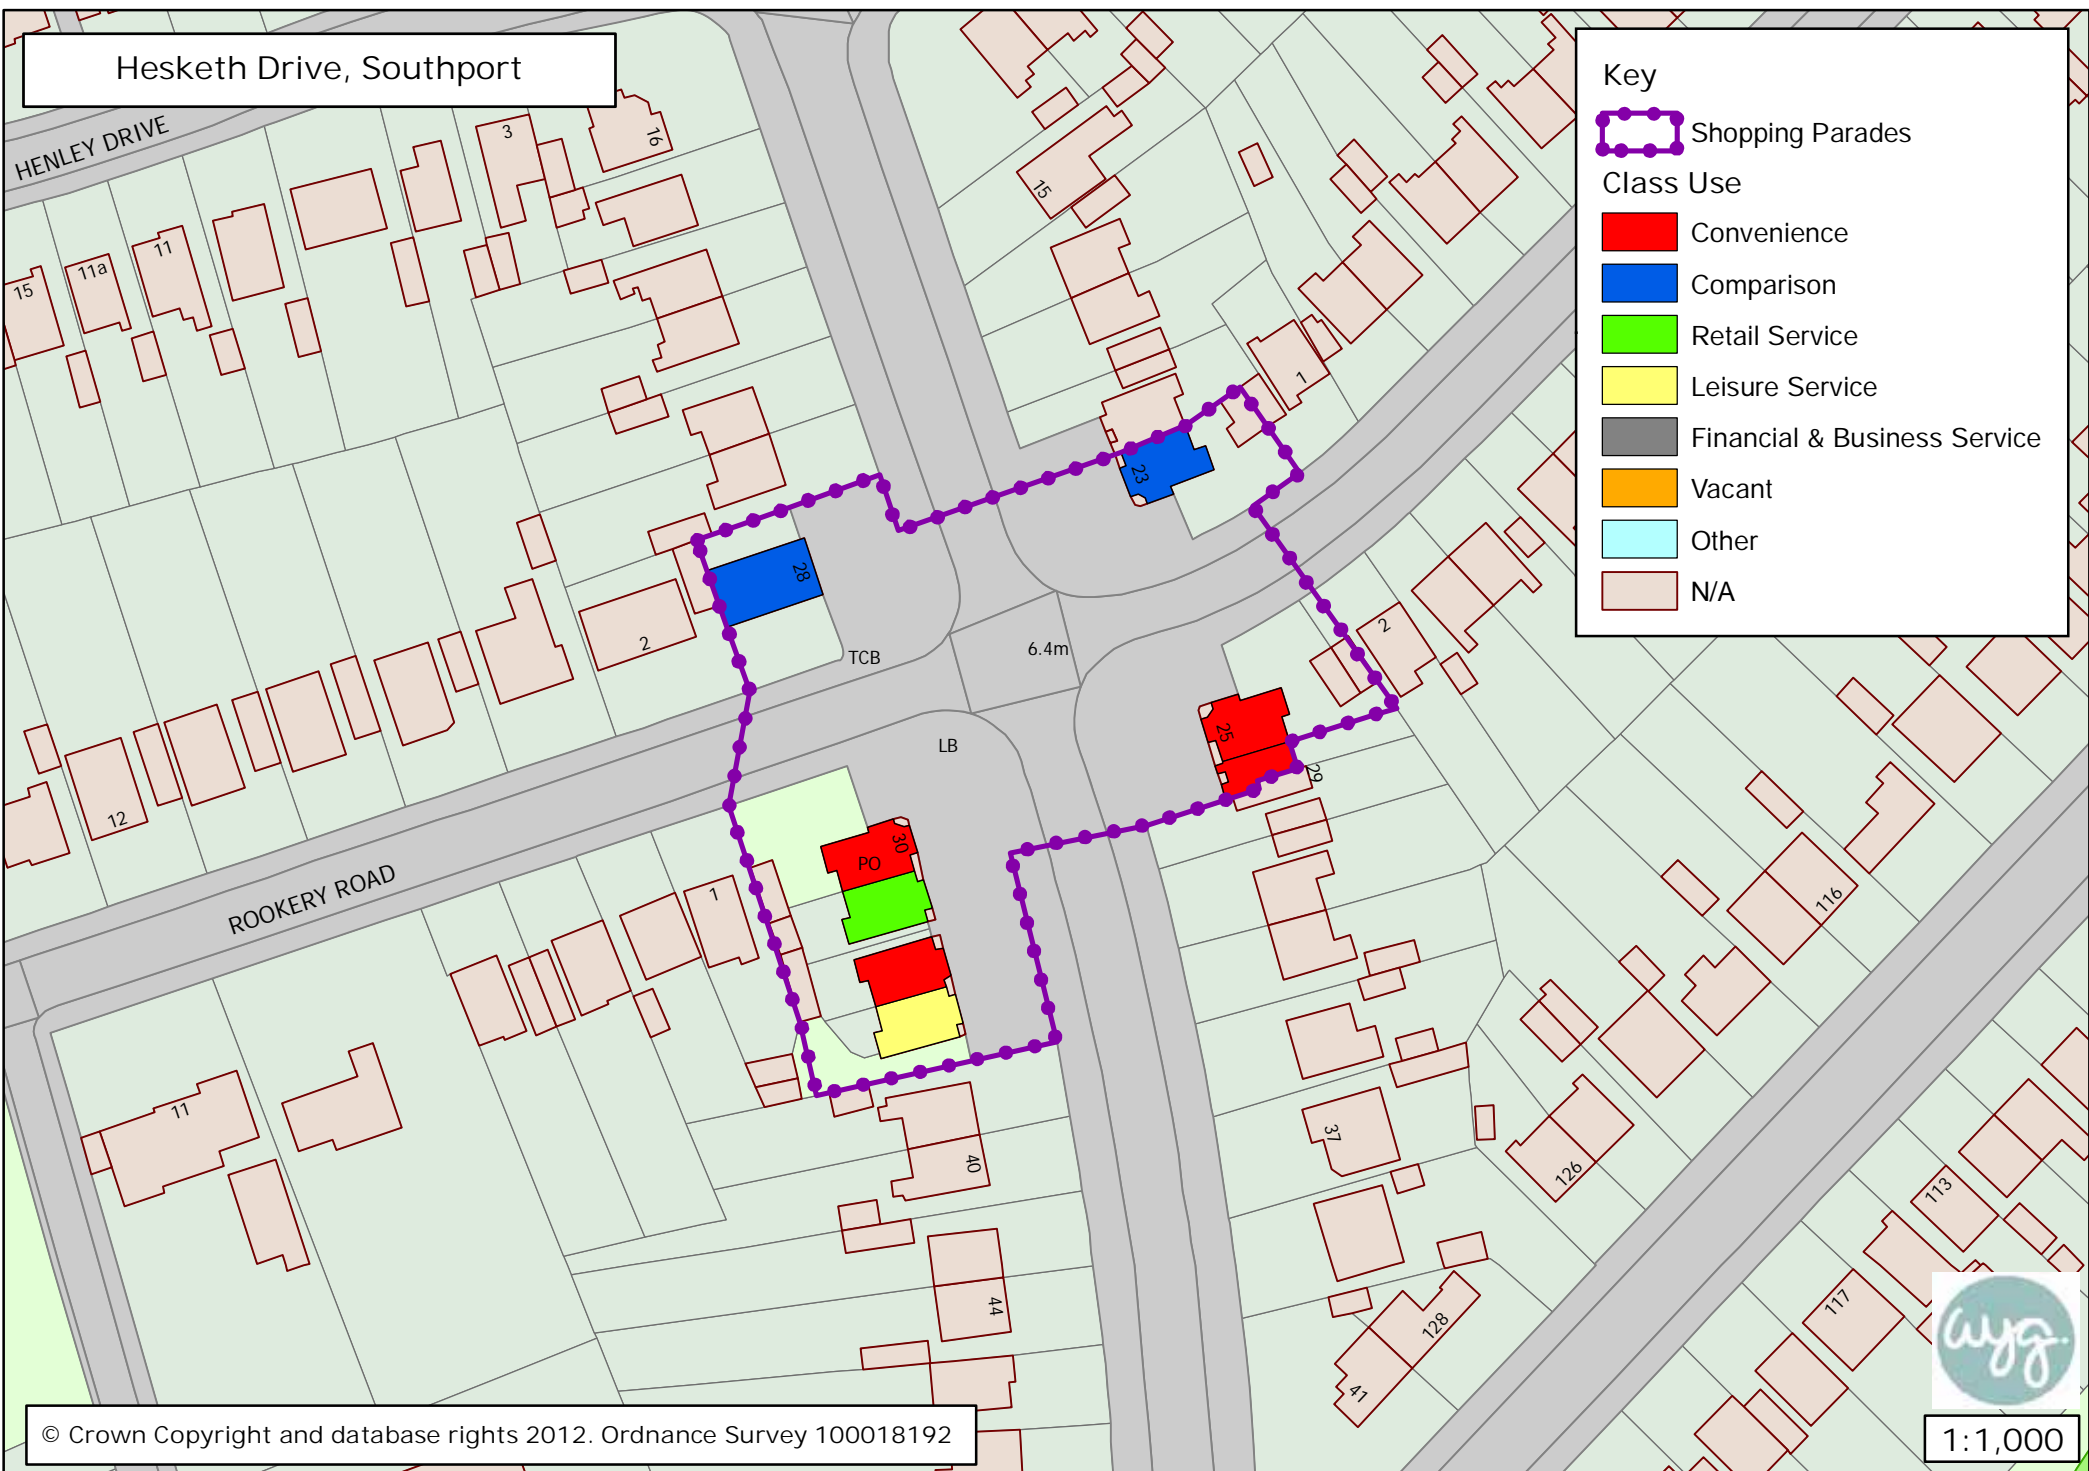 Hesketh Drive, Southport
Key
Shopping Parades
Class Use
Convenience
Comparison
Retail Service
Leisure Service
Financial & Business Service
Vacant
Other
N/A
HENLEY DRIVE
3
16
15
11
11a
15
1
23
28
2
TCB
6.4m
2
LB
25
29
12
30
PO
ROOKERY ROAD
1
116
11
37
40
126
113
44
117
128
41
ayg.
© Crown Copyright and database rights 2012. Ordnance Survey 100018192
1:1,000